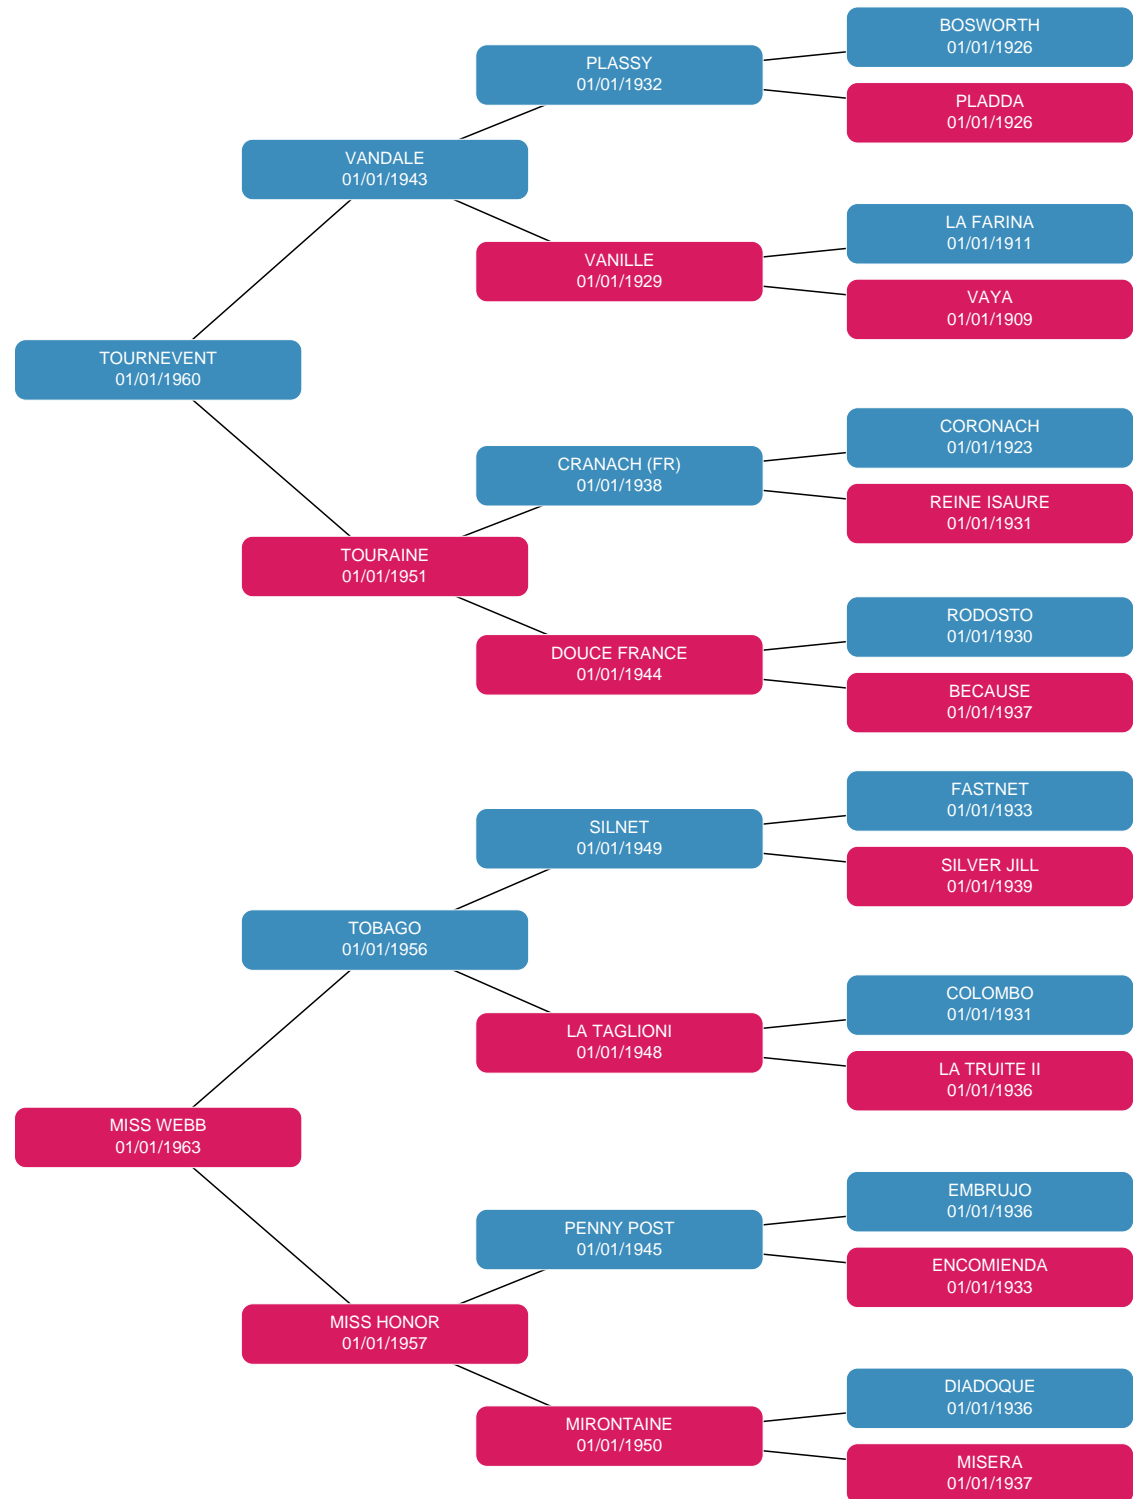 BOSWORTH
01/01/1926
PLASSY
01/01/1932
PLADDA
01/01/1926
VANDALE
01/01/1943
LA FARINA
01/01/1911
VANILLE
01/01/1929
VAYA
01/01/1909
TOURNEVENT
01/01/1960
CORONACH
01/01/1923
CRANACH (FR)
01/01/1938
REINE ISAURE
01/01/1931
TOURAINE
01/01/1951
RODOSTO
01/01/1930
DOUCE FRANCE
01/01/1944
BECAUSE
01/01/1937
FASTNET
01/01/1933
SILNET
01/01/1949
SILVER JILL
01/01/1939
TOBAGO
01/01/1956
COLOMBO
01/01/1931
LA TAGLIONI
01/01/1948
LA TRUITE II
01/01/1936
MISS WEBB
01/01/1963
EMBRUJO
01/01/1936
PENNY POST
01/01/1945
ENCOMIENDA
01/01/1933
MISS HONOR
01/01/1957
DIADOQUE
01/01/1936
MIRONTAINE
01/01/1950
MISERA
01/01/1937